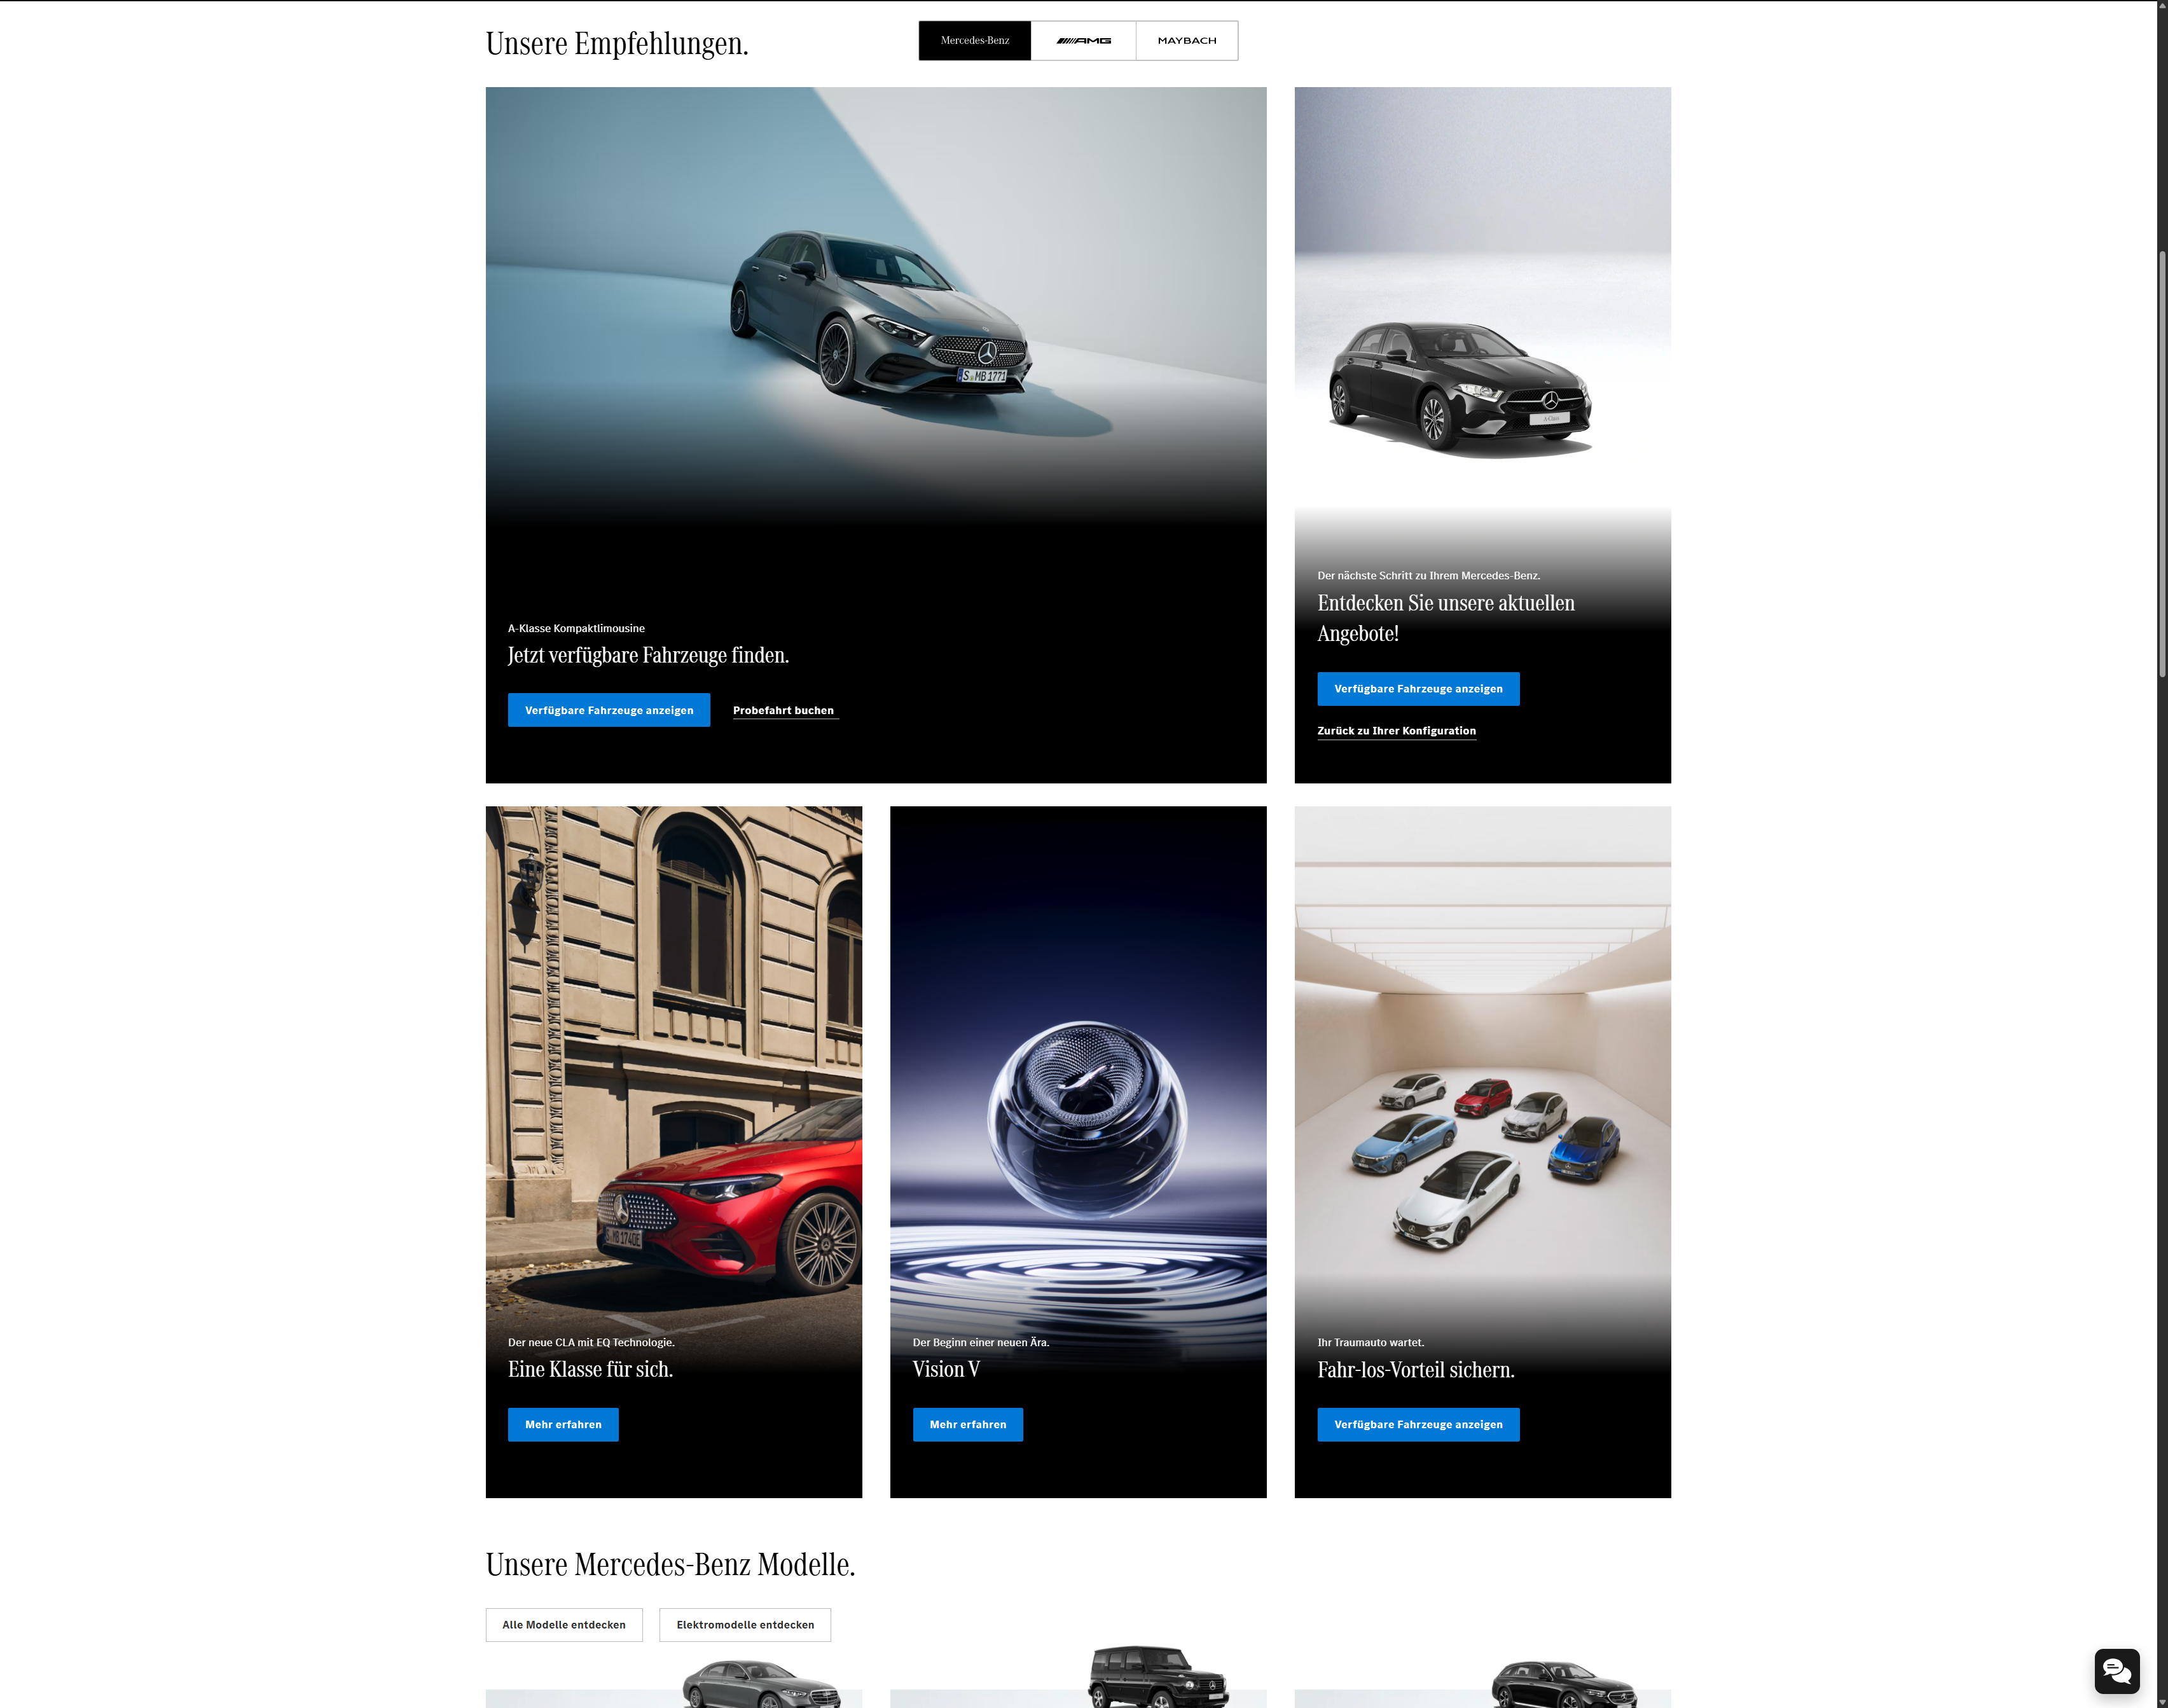 Unsere Empfehlungen.
Mercedes-Benz
AMG
MAYBACH
S MB 1771
A-Klasse Kompaktlimousine
Jetzt verfügbare Fahrzeuge finden.
Verfügbare Fahrzeuge anzeigen
Probefahrt buchen
A-Class
Der nächste Schritt zu Ihrem Mercedes-Benz.
Entdecken Sie unsere aktuellen
Angebote!
Verfügbare Fahrzeuge anzeigen
Zurück zu Ihrer Konfiguration
S MB 1740E
Der neue CLA mit EQ Technologie.
Eine Klasse für sich.
Mehr erfahren
Der Beginn einer neuen Ära.
Vision V
Mehr erfahren
Ihr Traumauto wartet.
Fahr-los-Vorteil sichern.
Verfügbare Fahrzeuge anzeigen
Unsere Mercedes-Benz Modelle.
Alle Modelle entdecken
Elektromodelle entdecken